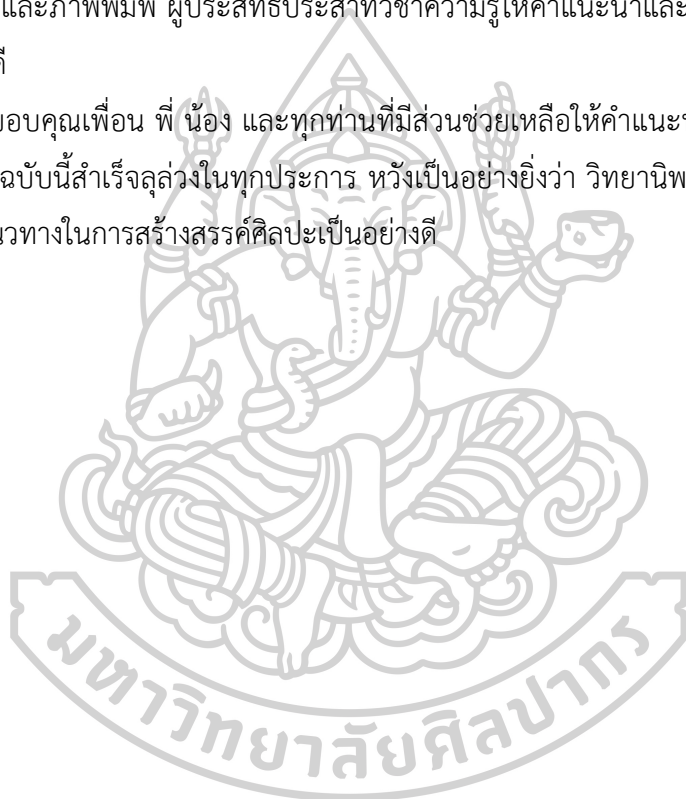 และภาพพิมพ์ ผู้ประสิทธิ์ประสาทวิชาความรู้ให้คำแนะนำและ
ขอบคุณเพื่อน พี่ น้อง และทุกท่านที่มีส่วนช่วยเหลือให้คำแนะนำ
ฉบับนี้สำเร็จลุล่วงในทุกประการ หวังเป็นอย่างยิ่งว่า วิทยานิพ
นวทางในการสร้างสรรค์ศิลปะเป็นอย่างดี
มหาวิทยาลัยศิลปากร